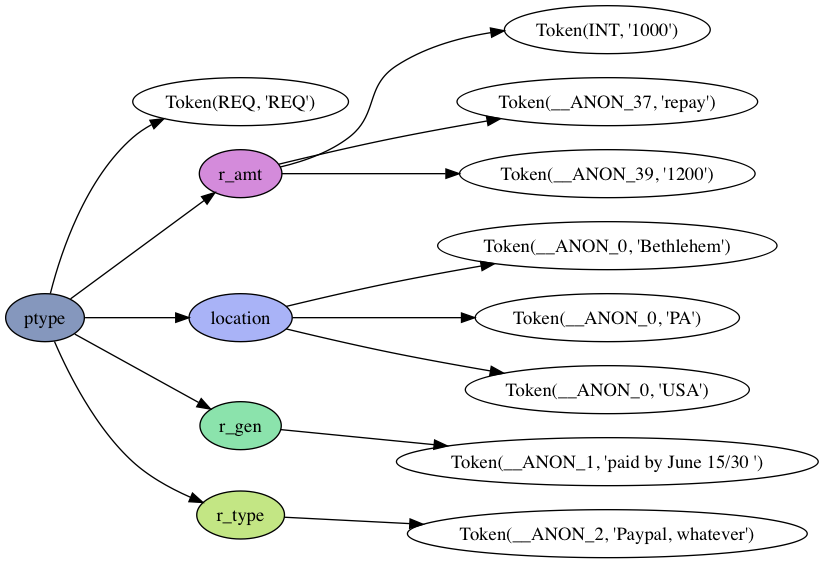 Token(INT, '1000')
Token(REQ, 'REQ')
Token(__ANON_37, 'repay')
r_amt
Token(__ANON_39, '1200')
Token(__ANON_0, 'Bethlehem')
ptype
location
Token(__ANON_0, 'PA')
Token(__ANON_0, 'USA')
r_gen
Token(__ANON_1, 'paid by June 15/30 ')
r_type
Token(__ANON_2, 'Paypal, whatever')